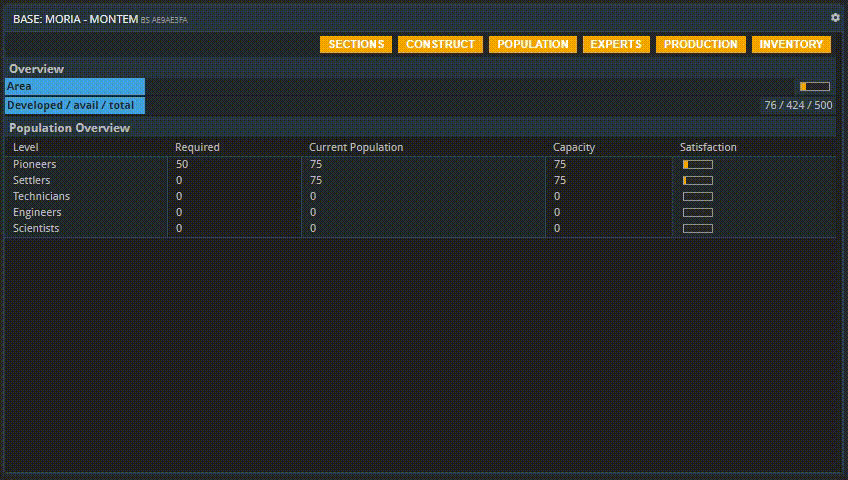 BASE: MORIA - MONTEM BS AE9AE3FA
SECTIONS CONSTRUCT POPULATION EXPERTS PRODUCTION INVENTORY
Overview
Area
Developed / avail / total 76 / 424 / 500
Population Overview
Level Required Current Population Capacity Satisfaction
Pioneers 50 75 75
Settlers 0 75 75
Technicians 0 0 0
Engineers 0 0 0
Scientists 0 0 0